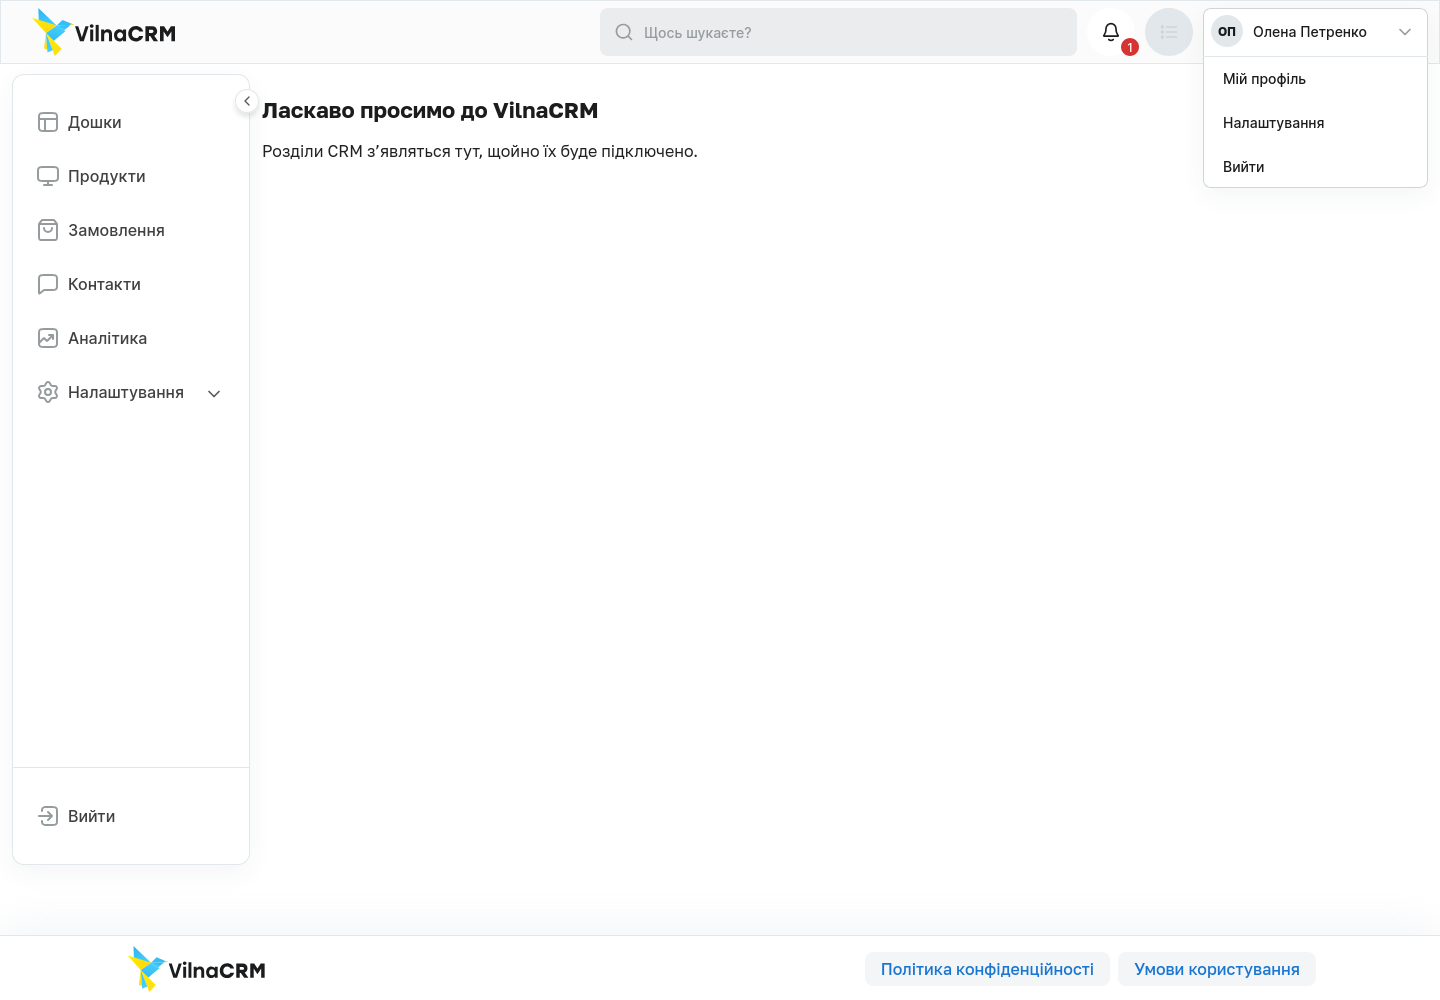 VilnaCRM
Щось шукаєте?
1
ОП
Олена Петренко
Мій профіль
Налаштування
Вийти
Дошки
Продукти
Замовлення
Контакти
Аналітика
Налаштування
Вийти
Ласкаво просимо до VilnaCRM
Розділи CRM з’являться тут, щойно їх буде підключено.
VilnaCRM
Політика конфіденційності
Умови користування